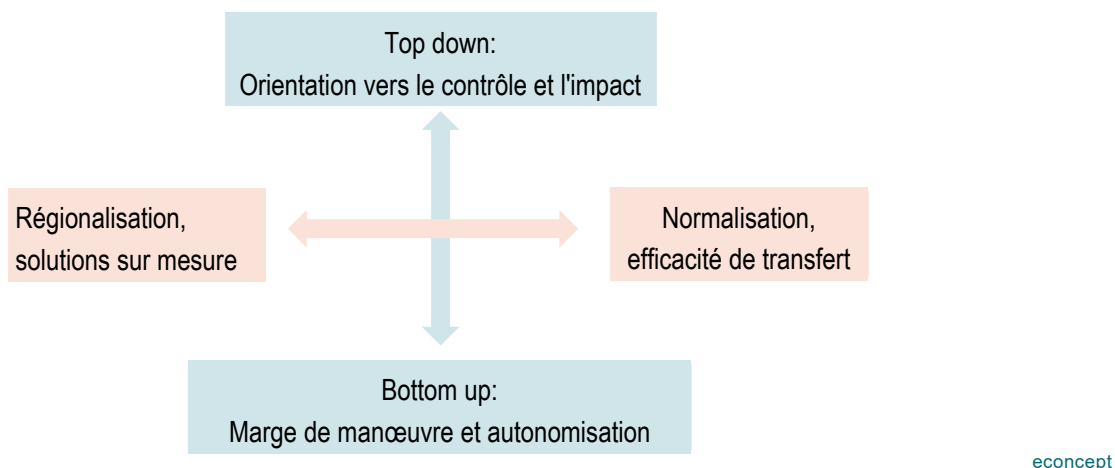 Top down:
Orientation vers le contrôle et l'impact
Régionalisation,
solutions sur mesure
Normalisation,
efficacité de transfert
Bottom up:
Marge de manœuvre et autonomisation
econcept